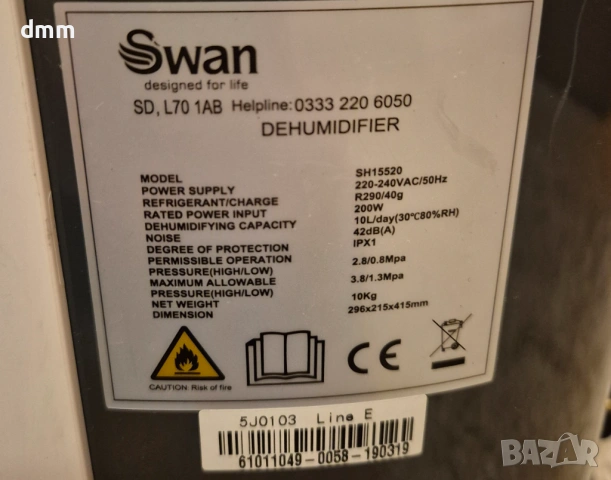 dmm
Swan
designed for life
SD, L70 1AB Helpline: 0333 220 6050
DEHUMIDIFIER
MODEL SH15520
POWER SUPPLY 220-240VAC/50Hz
REFRIGERANT/CHARGE R290/40g
RATED POWER INPUT 200W
DEHUMIDIFYING CAPACITY 10L/day(30℃80%RH)
NOISE 42dB(A)
DEGREE OF PROTECTION IPX1
PERMISSIBLE OPERATION
PRESSURE(HIGH/LOW) 2.8/0.8Mpa
MAXIMUM ALLOWABLE
PRESSURE(HIGH/LOW) 3.8/1.3Mpa
NET WEIGHT 10Kg
DIMENSION 296x215x415mm
CE
CAUTION: Risk of fire
5J0103 Line E
61011049-0058-190319
BAZAR